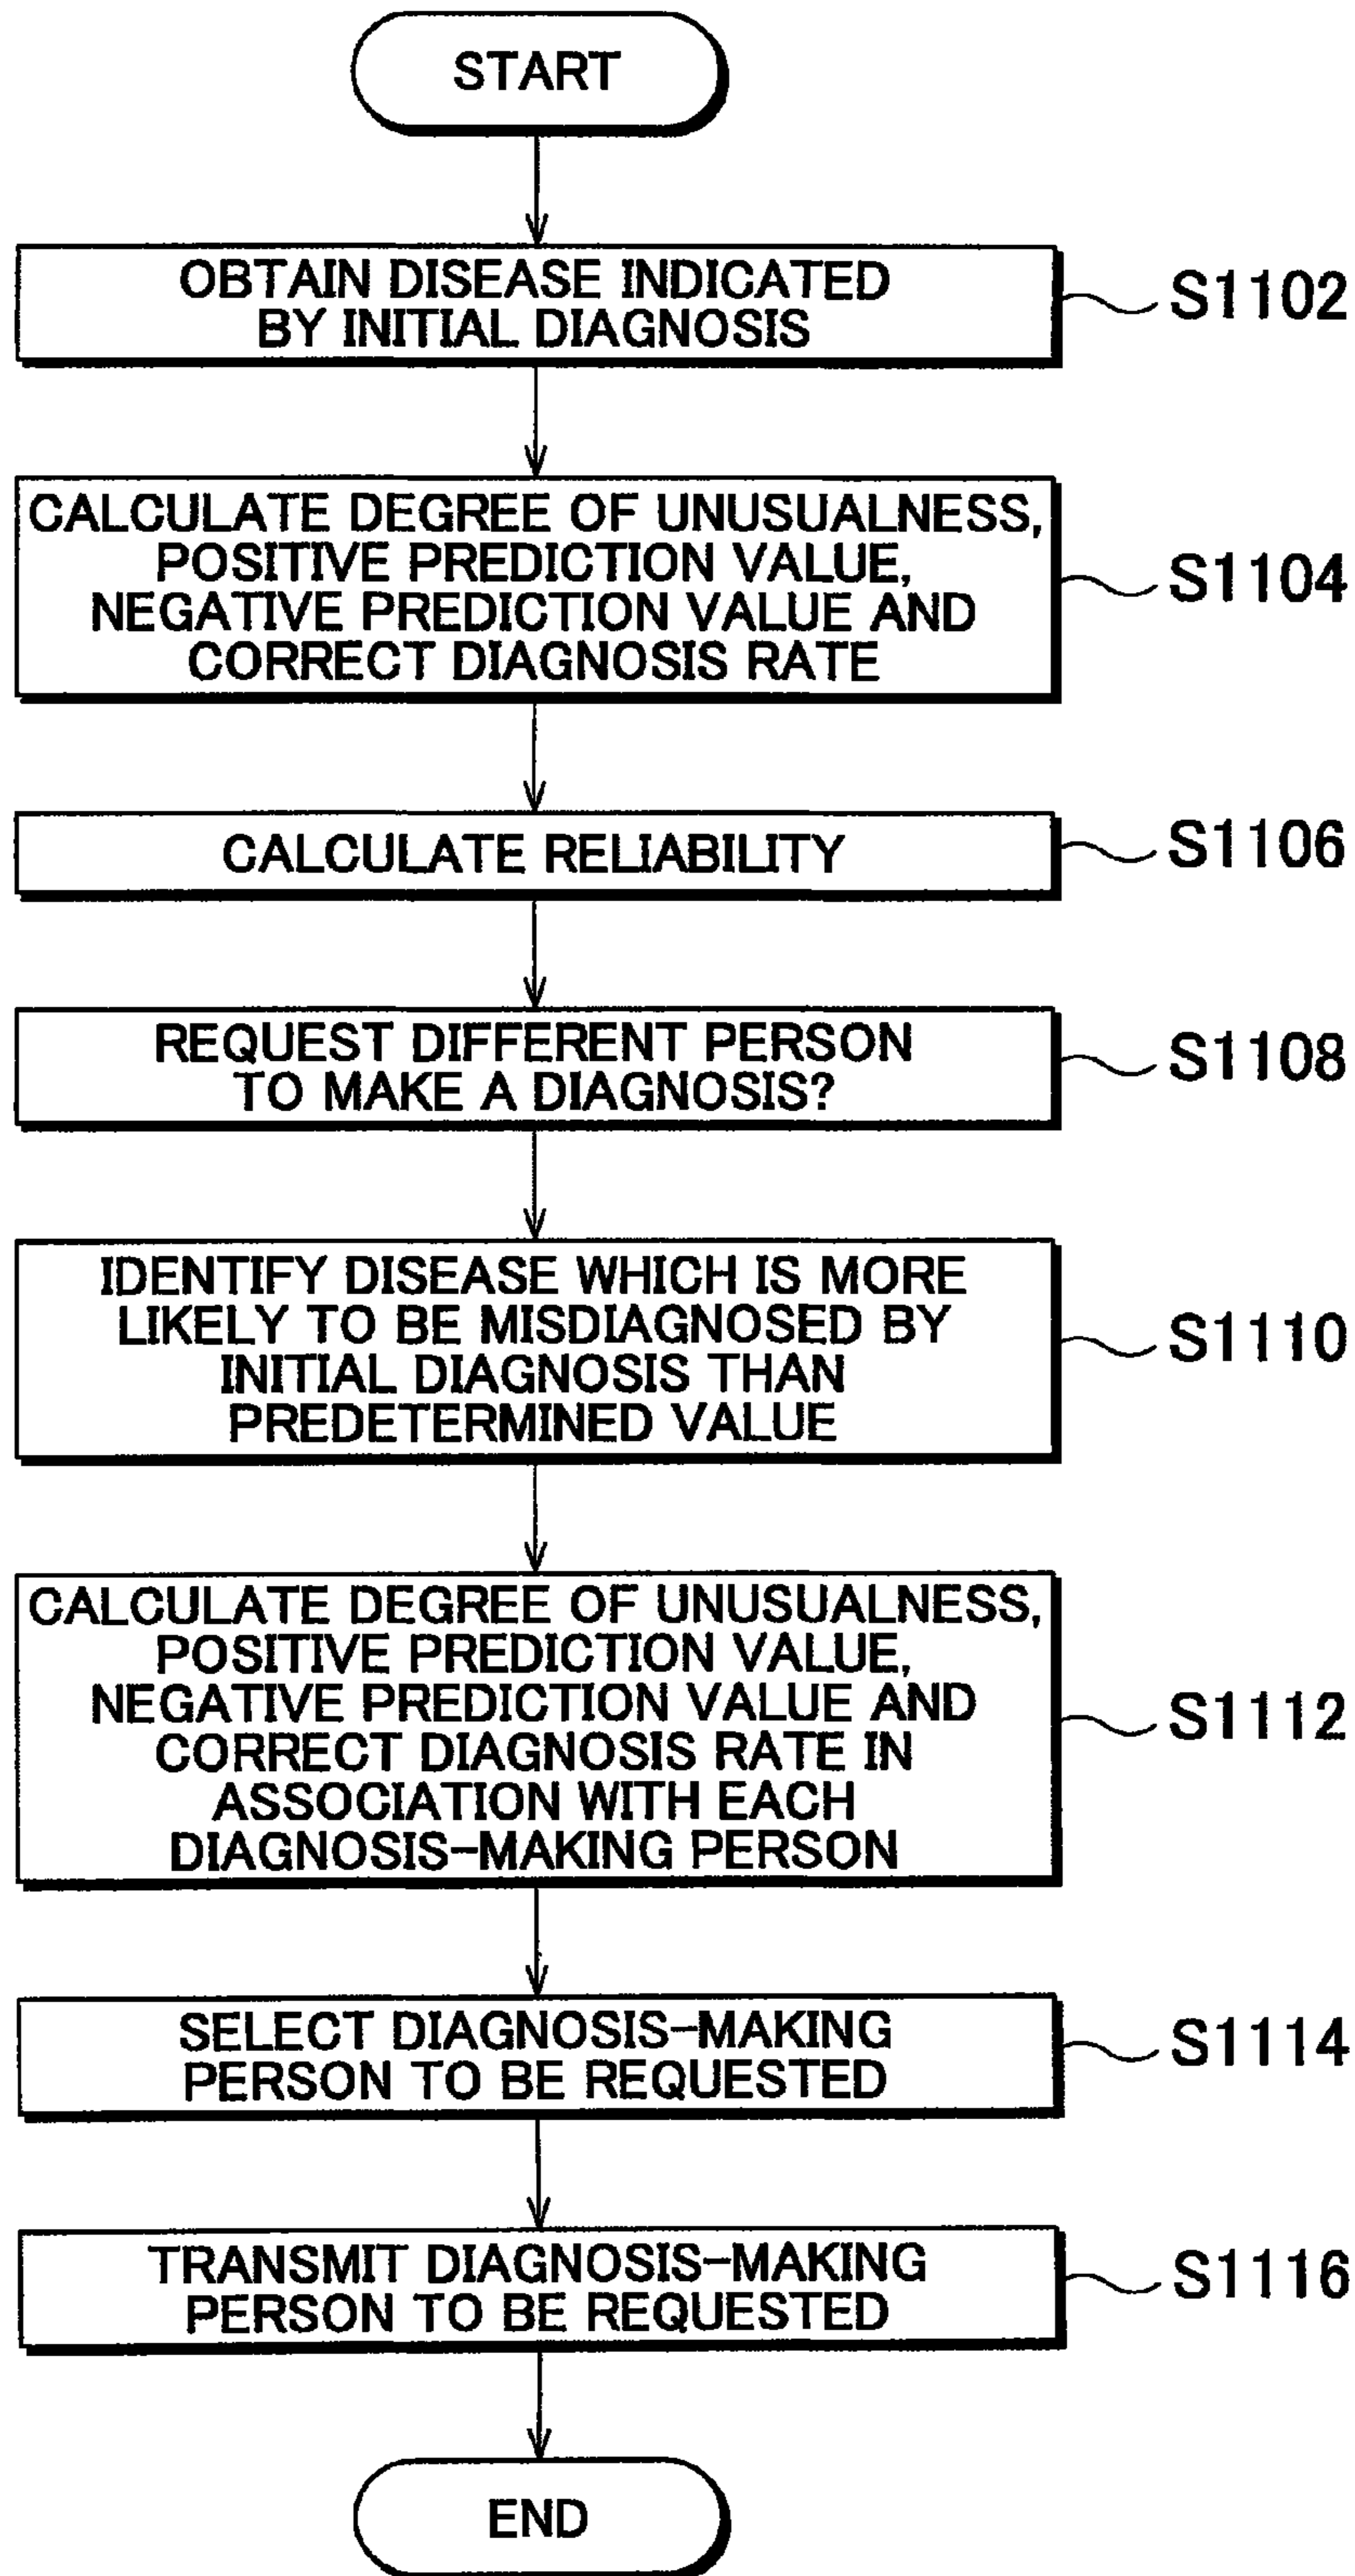 START
OBTAIN DISEASE INDICATED
BY INITIAL DIAGNOSIS
S1102
CALCULATE DEGREE OF UNUSUALNESS,
POSITIVE PREDICTION VALUE,
NEGATIVE PREDICTION VALUE AND
CORRECT DIAGNOSIS RATE
S1104
CALCULATE RELIABILITY
S1106
REQUEST DIFFERENT PERSON
TO MAKE A DIAGNOSIS?
S1108
IDENTIFY DISEASE WHICH IS MORE
LIKELY TO BE MISDIAGNOSED BY
INITIAL DIAGNOSIS THAN
PREDETERMINED VALUE
S1110
CALCULATE DEGREE OF UNUSUALNESS,
POSITIVE PREDICTION VALUE,
NEGATIVE PREDICTION VALUE AND
CORRECT DIAGNOSIS RATE IN
ASSOCIATION WITH EACH
DIAGNOSIS-MAKING PERSON
S1112
SELECT DIAGNOSIS-MAKING
PERSON TO BE REQUESTED
S1114
TRANSMIT DIAGNOSIS-MAKING
PERSON TO BE REQUESTED
S1116
END